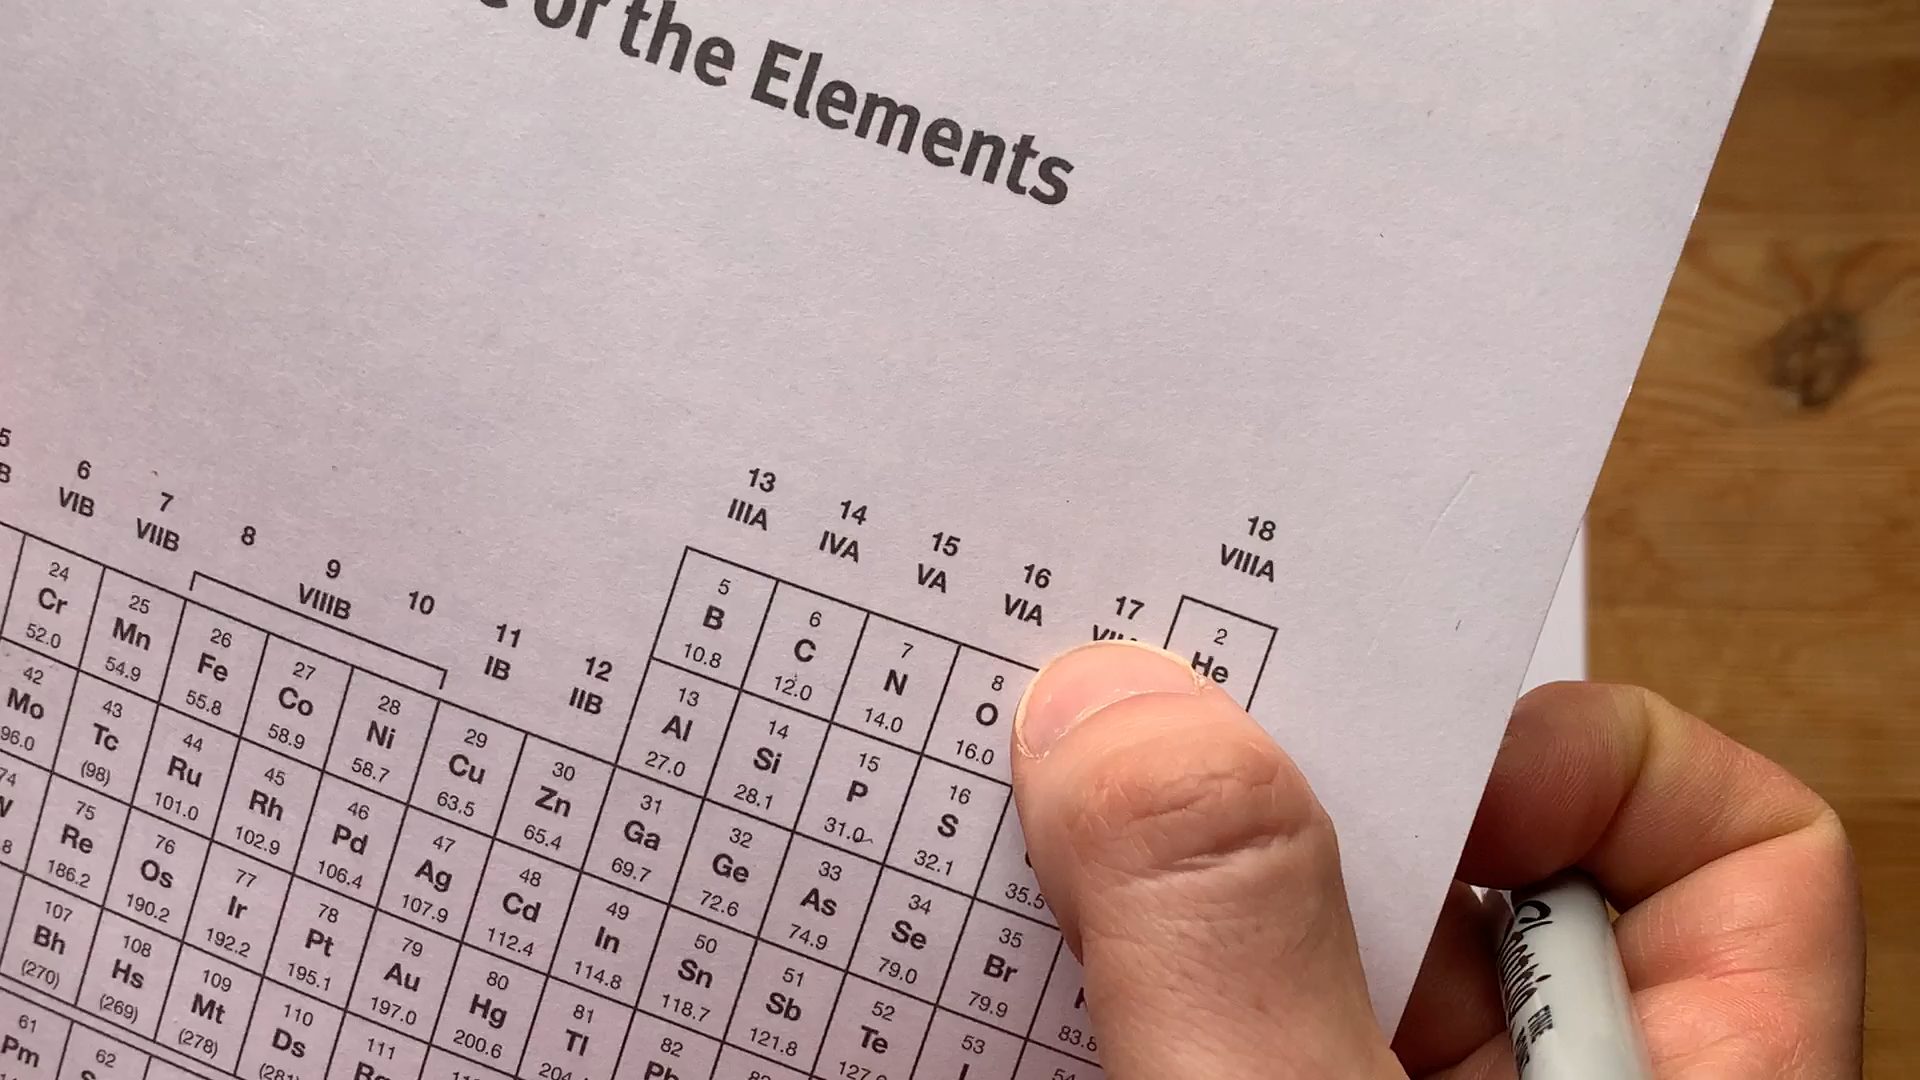 of the Elements
13 14 15 16 17 18
IIIA IVA VA VIA VIIIA
6 7 8 9 10 11 12
VIB VIIB VIIIB IB IIB
2
He
5 6 7 8
B C N O
10.8 12.0 14.0 16.0
13 14 15 16
Al Si P S
27.0 28.1 31.0 32.1 35.5
24 25 26 27 28 29 30 31 32 33 34 35
Cr Mn Fe Co Ni Cu Zn Ga Ge As Se Br
52.0 54.9 55.8 58.9 58.7 63.5 65.4 69.7 72.6 74.9 79.0 79.9 83.8
42 43 44 45 46 47 48 49 50 51 52 53 54
Mo Tc Ru Rh Pd Ag Cd In Sn Sb Te I
96.0 (98) 101.0 102.9 106.4 107.9 112.4 114.8 118.7 121.8
74 75 76 77 78 79 80 81 82
W Re Os Ir Pt Au Hg Tl Pb
186.2 190.2 192.2 195.1 197.0 200.6
107 108 109 110 111
Bh Hs Mt Ds
(270) (269) (278) (281)
61 62
Pm
Sharpie
FINE